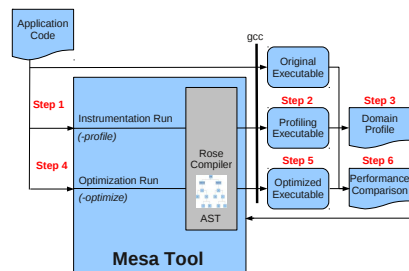 Application
Code
gcc
Original
Executable
Step 1
Instrumentation Run
(-profile)
Step 2
Profiling
Executable
Step 3
Domain
Profile
Rose
Compiler
AST
Step 4
Optimization Run
(-optimize)
Step 5
Optimized
Executable
Step 6
Performance
Comparison
Mesa Tool